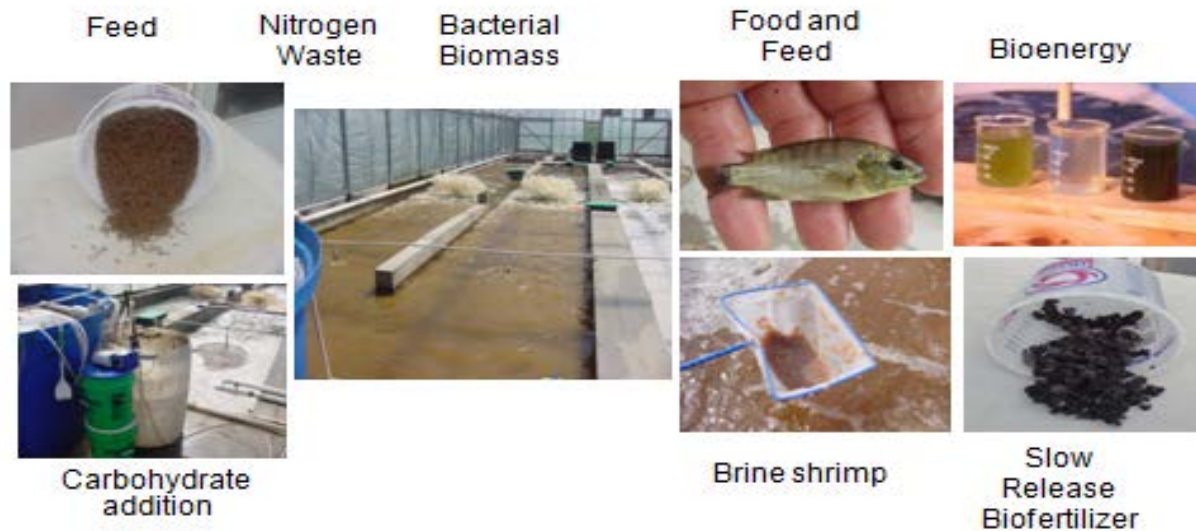 Feed
Nitrogen
Waste
Bacterial
Biomass
Food and
Feed
Bioenergy
Carbohydrate
addition
Brine shrimp
Slow
Release
Biofertilizer